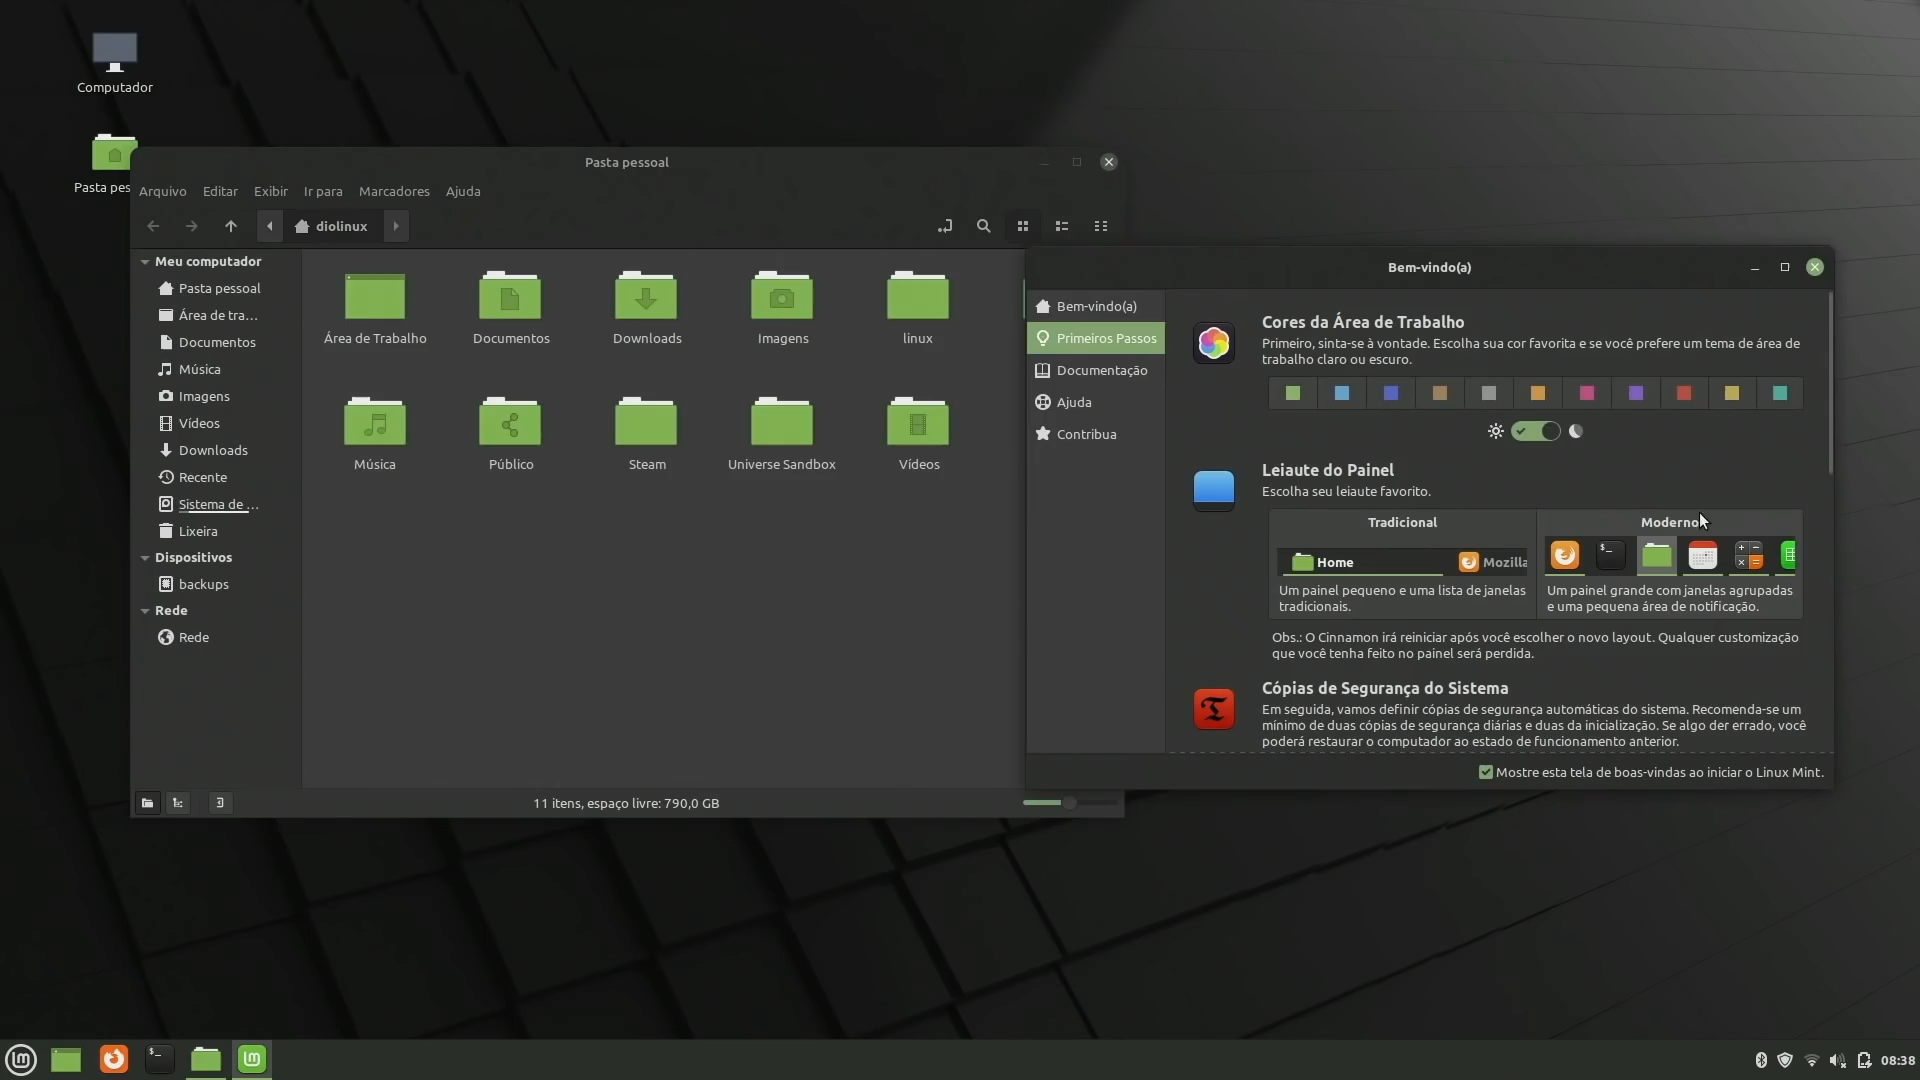 Computador
Pasta pes
Pasta pessoal
Arquivo Editar Exibir Ir para Marcadores Ajuda
diolinux
Meu computador
Pasta pessoal
Área de tra...
Documentos
Música
Imagens
Vídeos
Downloads
Recente
Sistema de ...
Lixeira
Dispositivos
backups
Rede
Rede
Área de Trabalho Documentos Downloads Imagens linux
Música Público Steam Universe Sandbox Vídeos
11 itens, espaço livre: 790,0 GB
Bem-vindo(a)
Bem-vindo(a)
Primeiros Passos
Documentação
Ajuda
Contribua
Cores da Área de Trabalho
Primeiro, sinta-se à vontade. Escolha sua cor favorita e se você prefere um tema de área de
trabalho claro ou escuro.
Leiaute do Painel
Escolha seu leiaute favorito.
Tradicional
Home Mozilla
Um painel pequeno e uma lista de janelas
tradicionais.
Moderno
Um painel grande com janelas agrupadas
e uma pequena área de notificação.
Obs.: O Cinnamon irá reiniciar após você escolher o novo layout. Qualquer customização
que você tenha feito no painel será perdida.
Cópias de Segurança do Sistema
Em seguida, vamos definir cópias de segurança automáticas do sistema. Recomenda-se um
mínimo de duas cópias de segurança diárias e duas da inicialização. Se algo der errado, você
poderá restaurar o computador ao estado de funcionamento anterior.
Mostre esta tela de boas-vindas ao iniciar o Linux Mint.
08:38